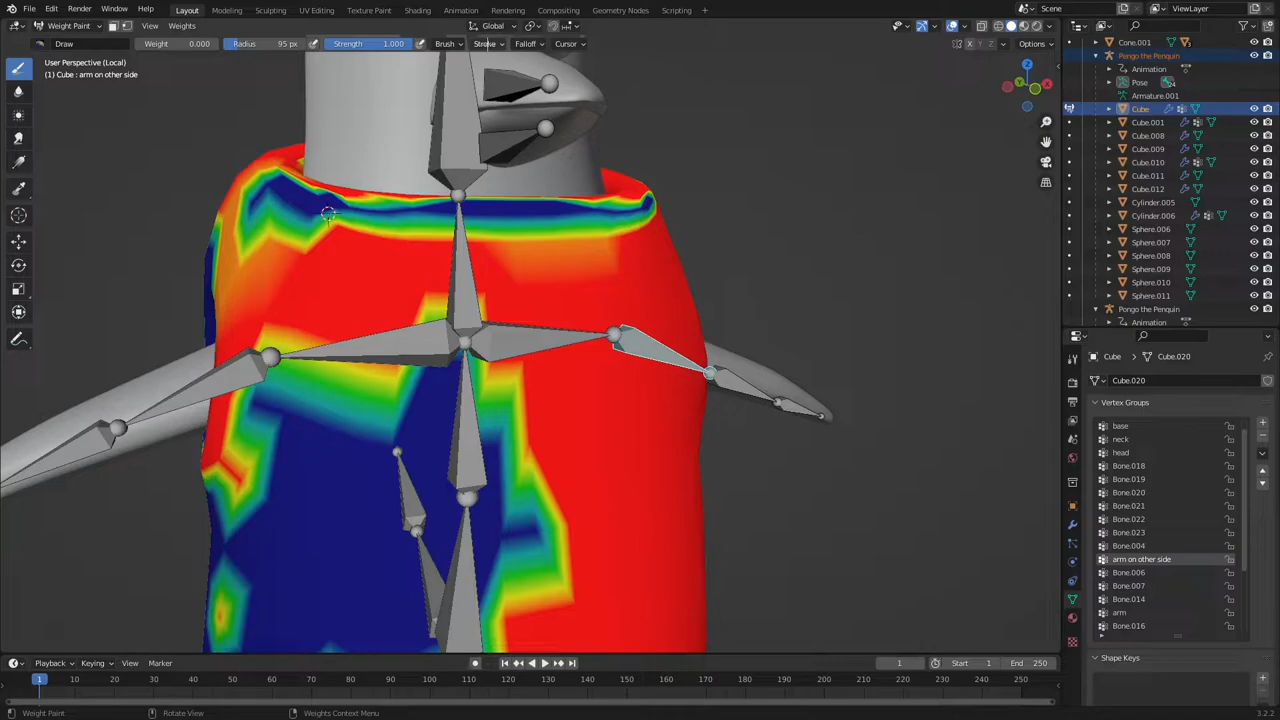 File Edit Render Window Help Layout Modeling Sculpting UV Editing Texture Paint Shading Animation Rendering Compositing Geometry Nodes Scripting + Scene ViewLayer
Weight Paint View Weights Global
Draw Weight 0.000 Radius 95 px Strength 1.000 Brush Stroke Falloff Cursor X Y Z Options
User Perspective (Local)
(1) Cube : arm on other side
Z
X
Y
Cone.001
Pengo the Penguin
Animation
Pose
Armature.001
Cube
Cube.001
Cube.008
Cube.009
Cube.010
Cube.011
Cube.012
Cylinder.005
Cylinder.006
Sphere.006
Sphere.007
Sphere.008
Sphere.009
Sphere.010
Sphere.011
Pengo the Penguin
Animation
Cube Cube.020
Cube.020
Vertex Groups
base
neck
head
Bone.018
Bone.019
Bone.020
Bone.021
Bone.022
Bone.023
Bone.004
arm on other side
Bone.006
Bone.007
Bone.014
arm
Bone.016
Shape Keys
Playback Keying View Marker 1 Start 1 End 250
1 10 20 30 40 50 60 70 80 90 100 110 120 130 140 150 160 170 180 190 200 210 220 230 240 250
Weight Paint Rotate View Weights Context Menu 3.2.2